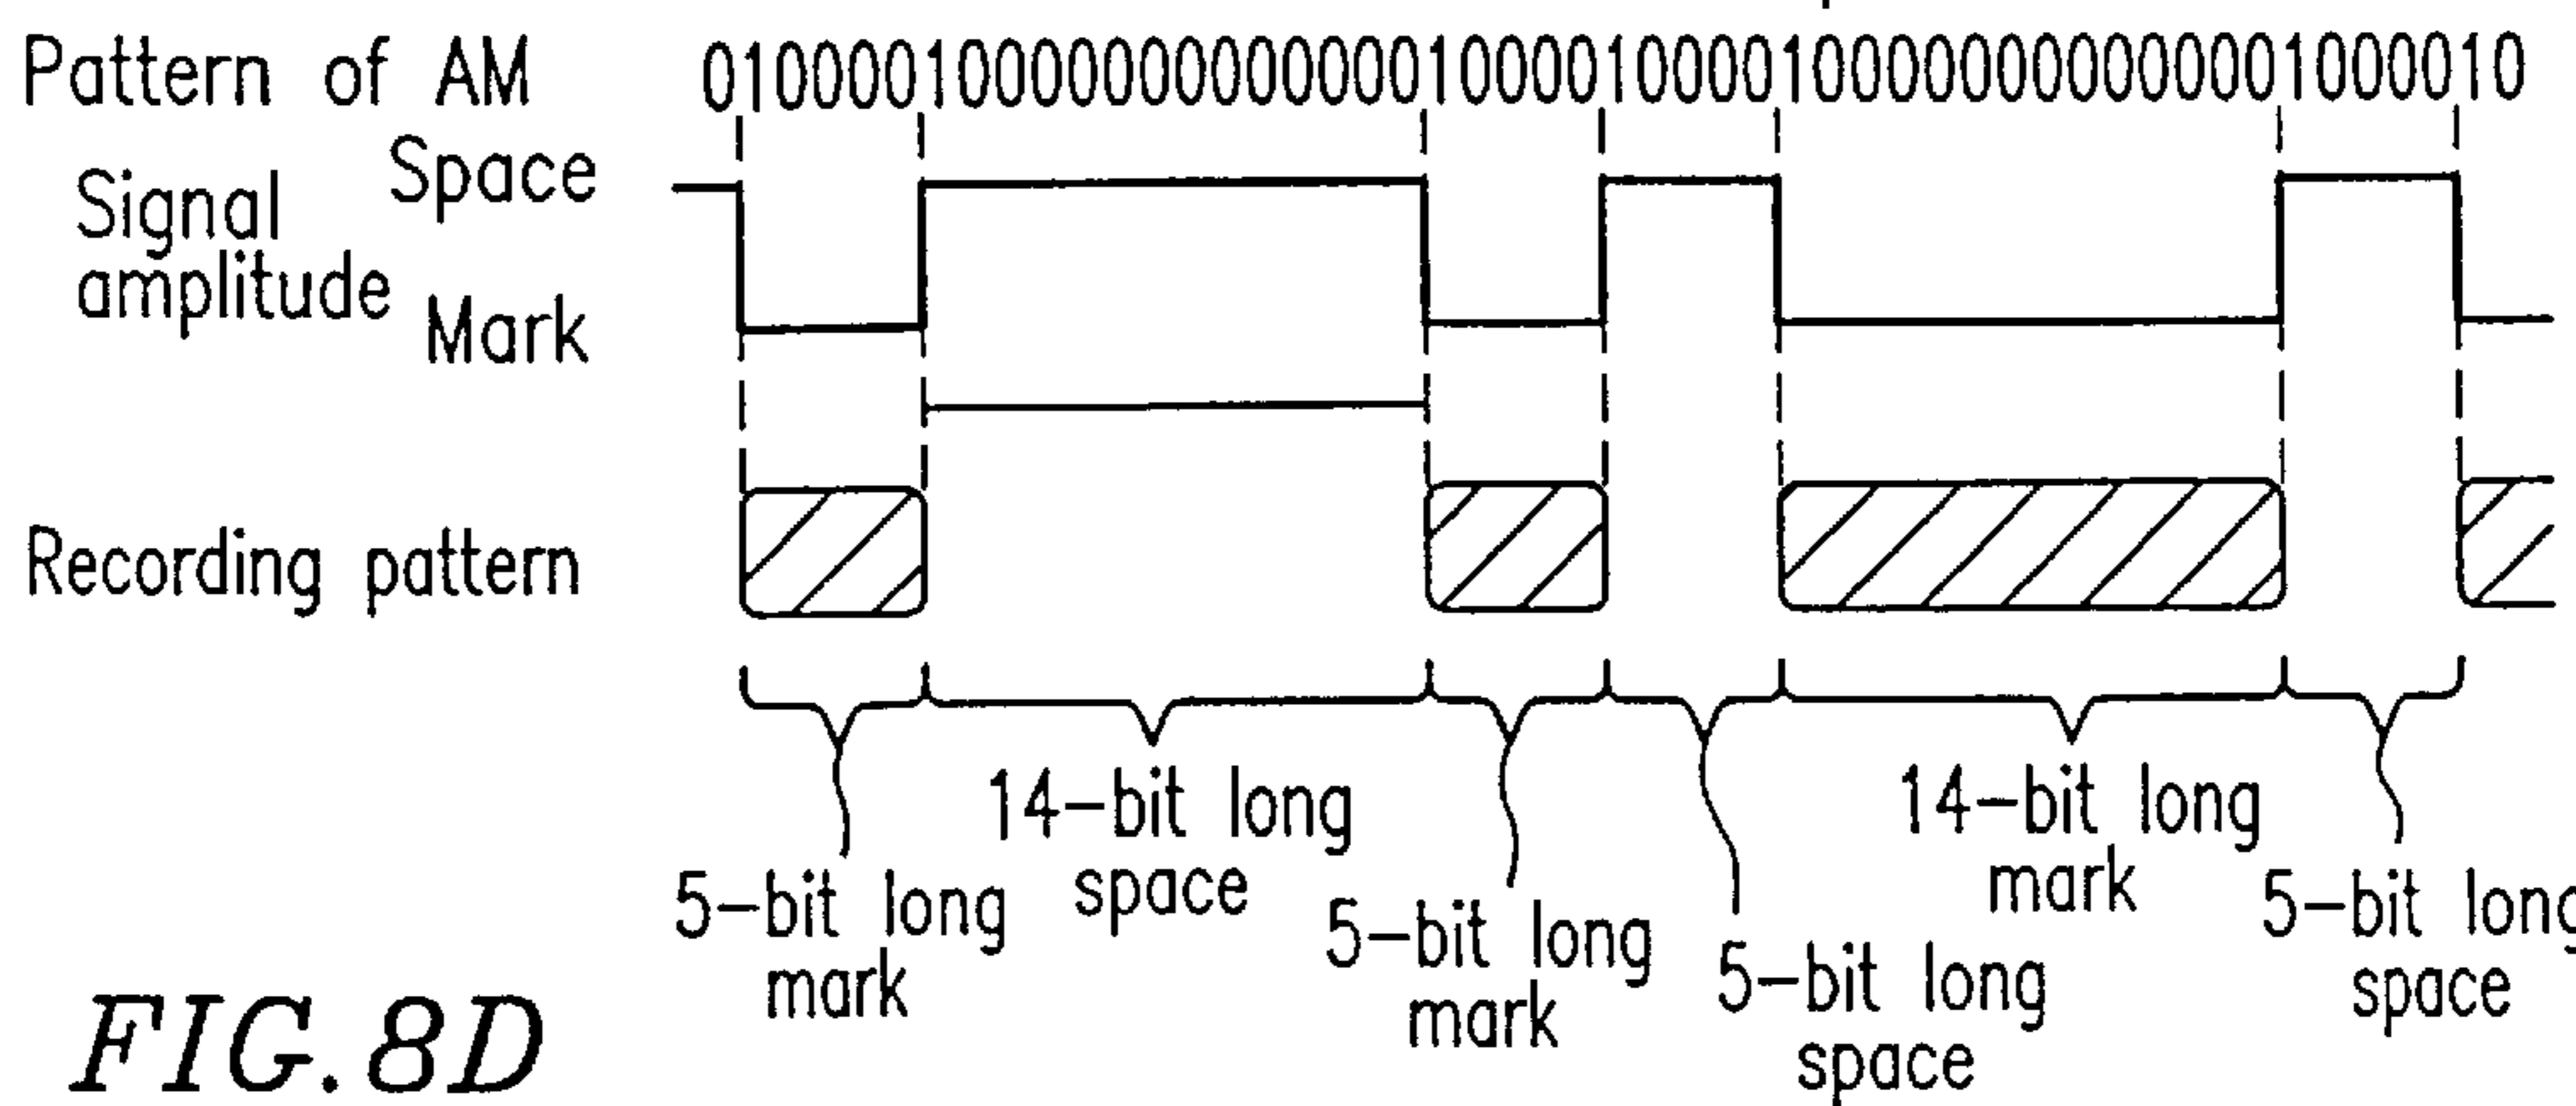 Pattern of AM 010000100000000000001000010000100000000000001000010
Space
Signal
amplitude
Mark
Recording pattern
14-bit long
space
14-bit long
mark
5-bit long
mark
5-bit long
mark
5-bit long
space
5-bit long
space
FIG.8D